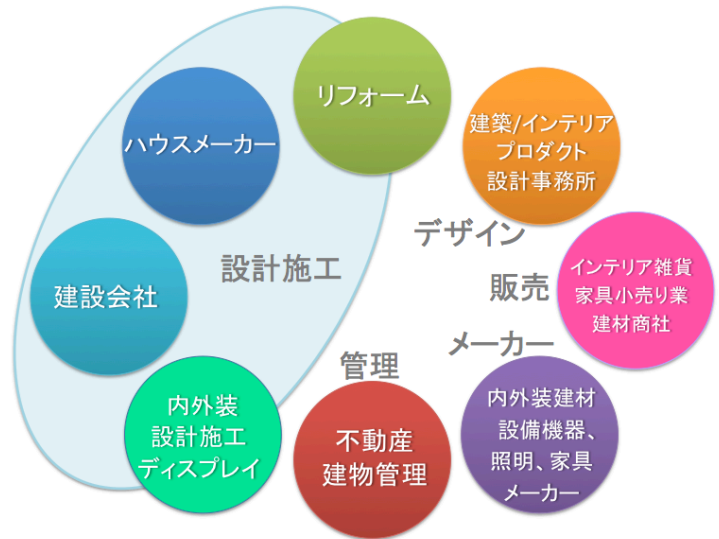 リフォーム
ハウスメーカー
建築/インテリア
プロダクト
設計事務所
デザイン
設計施工
建設会社
販売
インテリア雑貨
家具小売り業
建材商社
メーカー
管理
内外装
設計施工
ディスプレイ
不動産
建物管理
内外装建材
設備機器、
照明、家具
メーカー